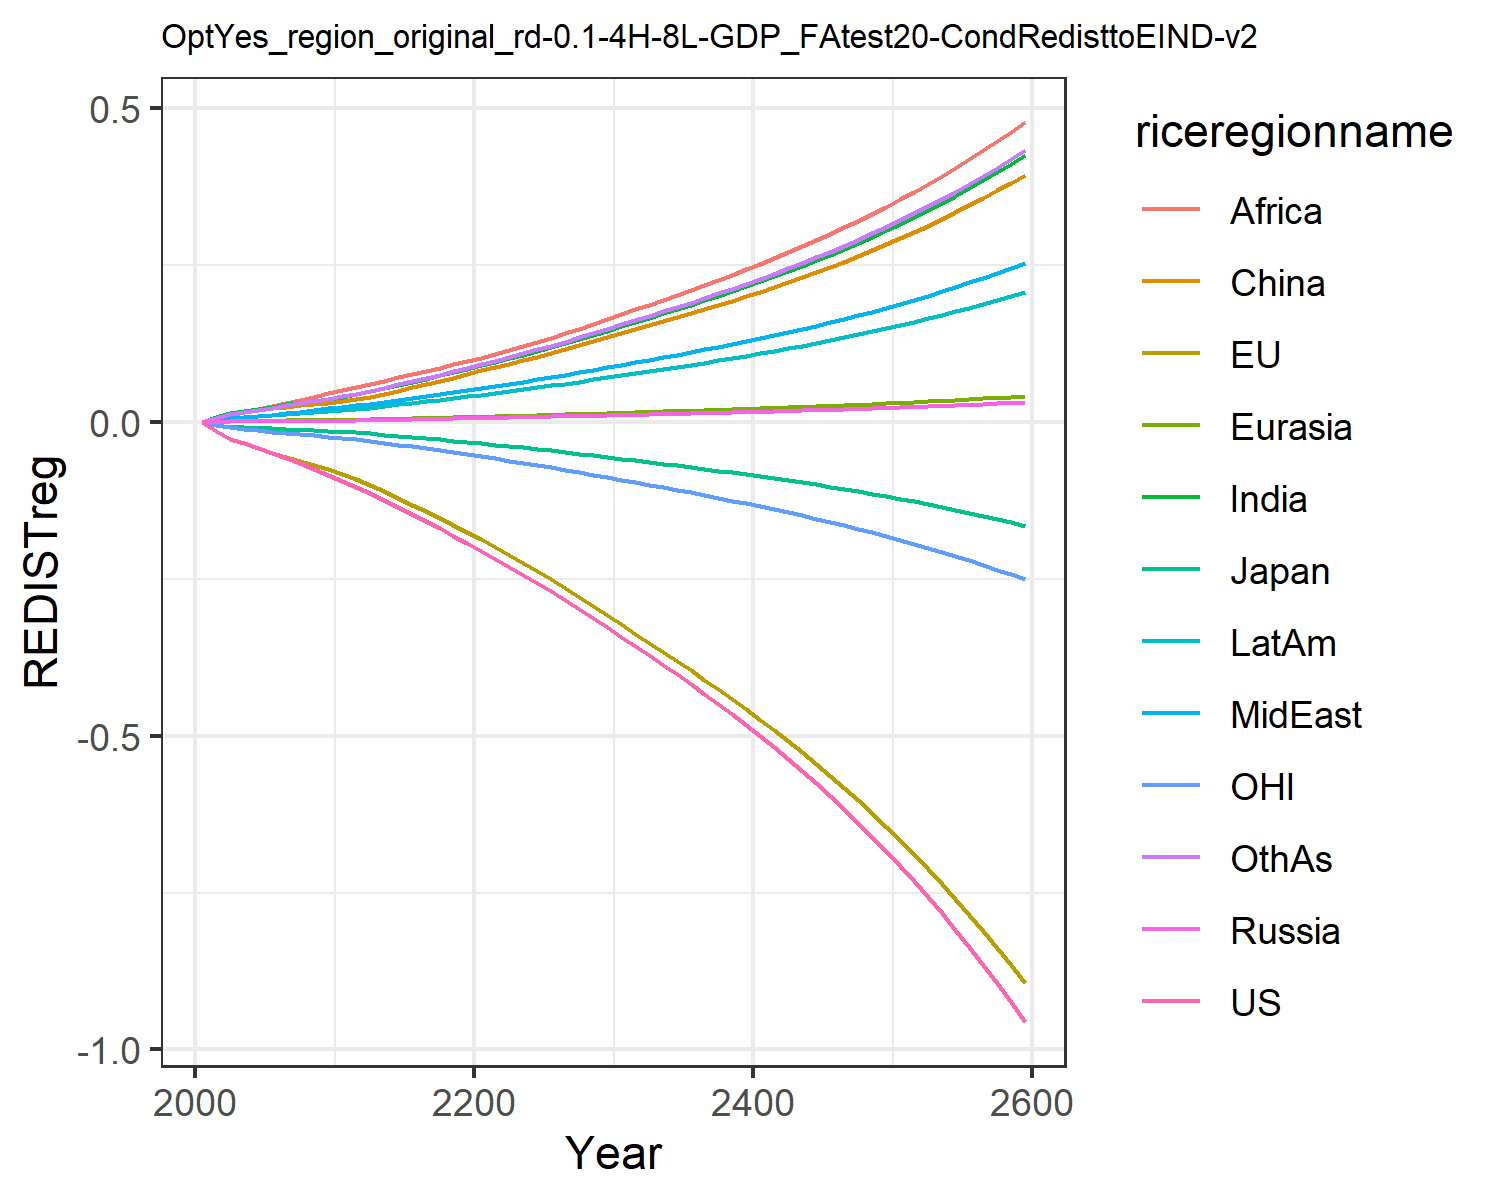 OptYes_region_original_rd-0.1-4H-8L-GDP_FAtest20-CondRedisttoEIND-v2
0.5
0.0
-0.5
-1.0
REDISTreg
2000 2200 2400 2600
Year
riceregionname
Africa
China
EU
Eurasia
India
Japan
LatAm
MidEast
OHI
OthAs
Russia
US